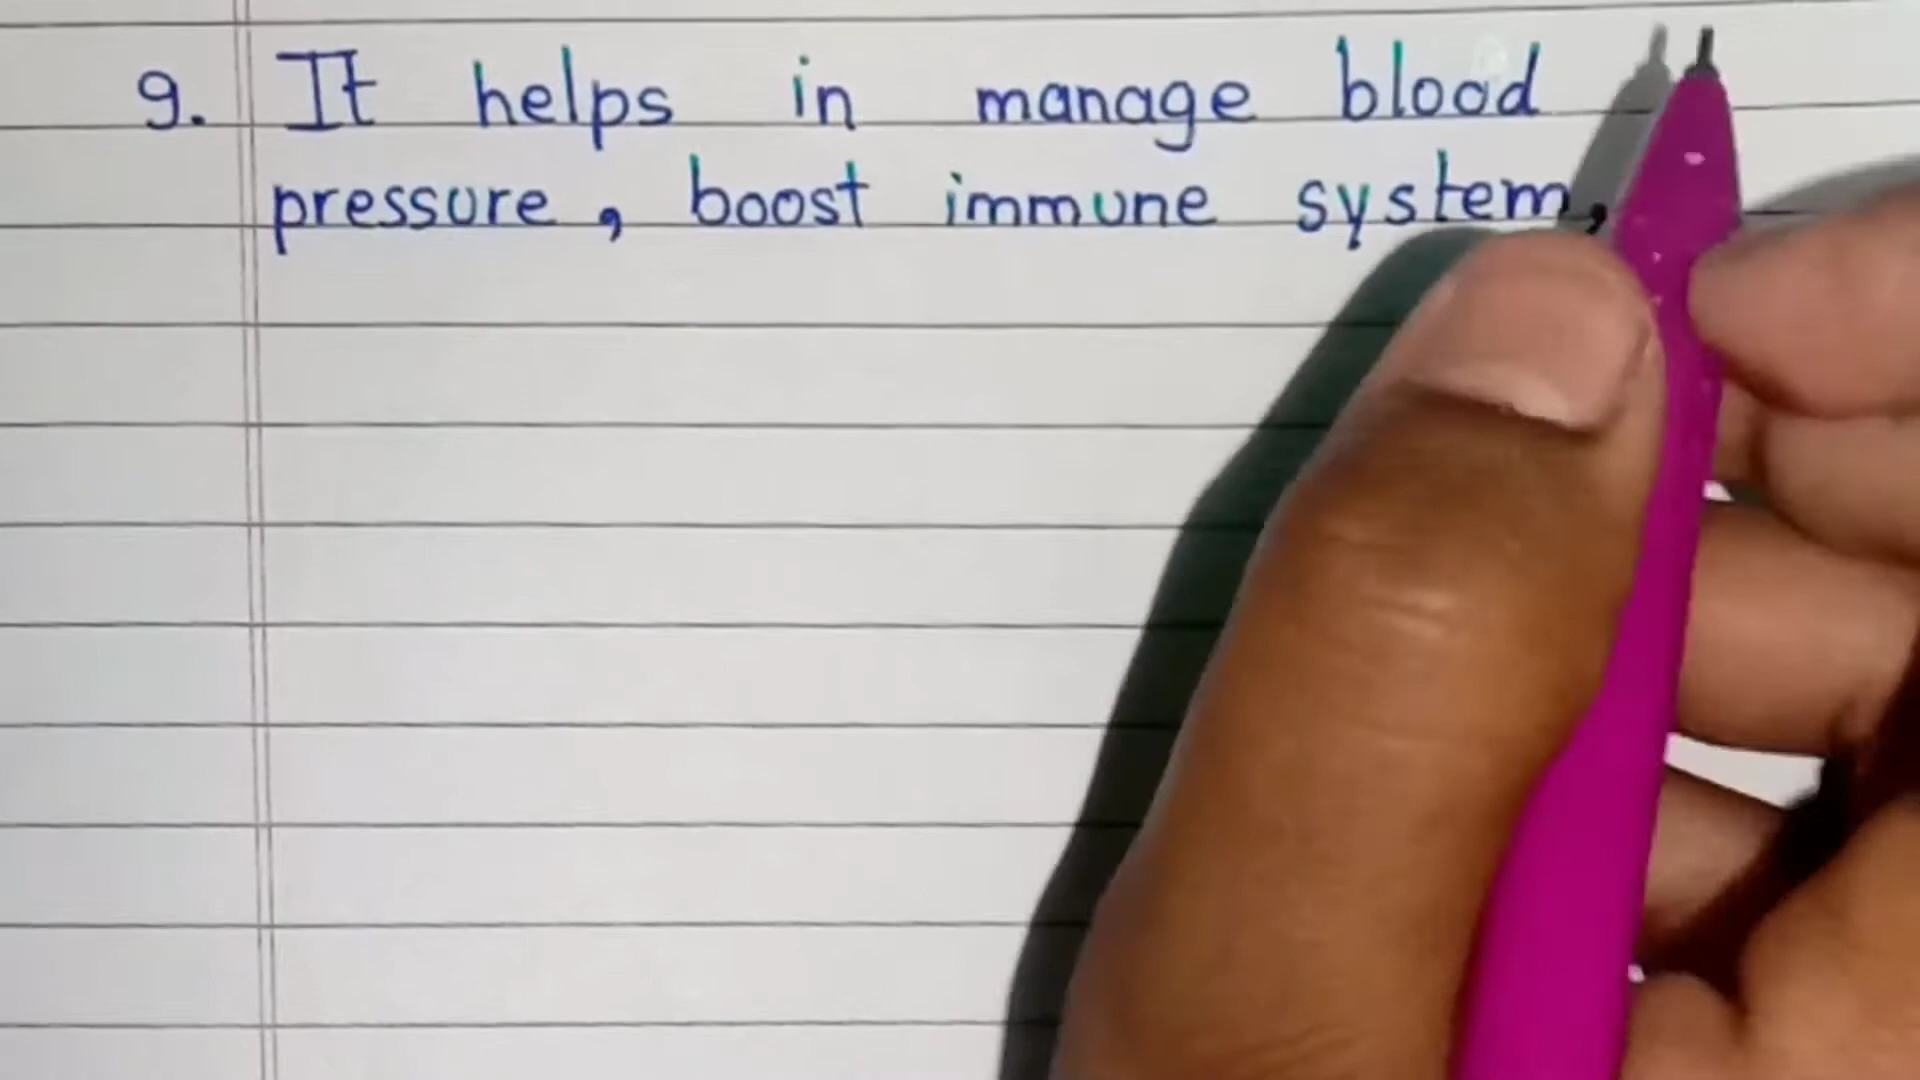 9. It helps in manage blood
pressure, boost immune system,